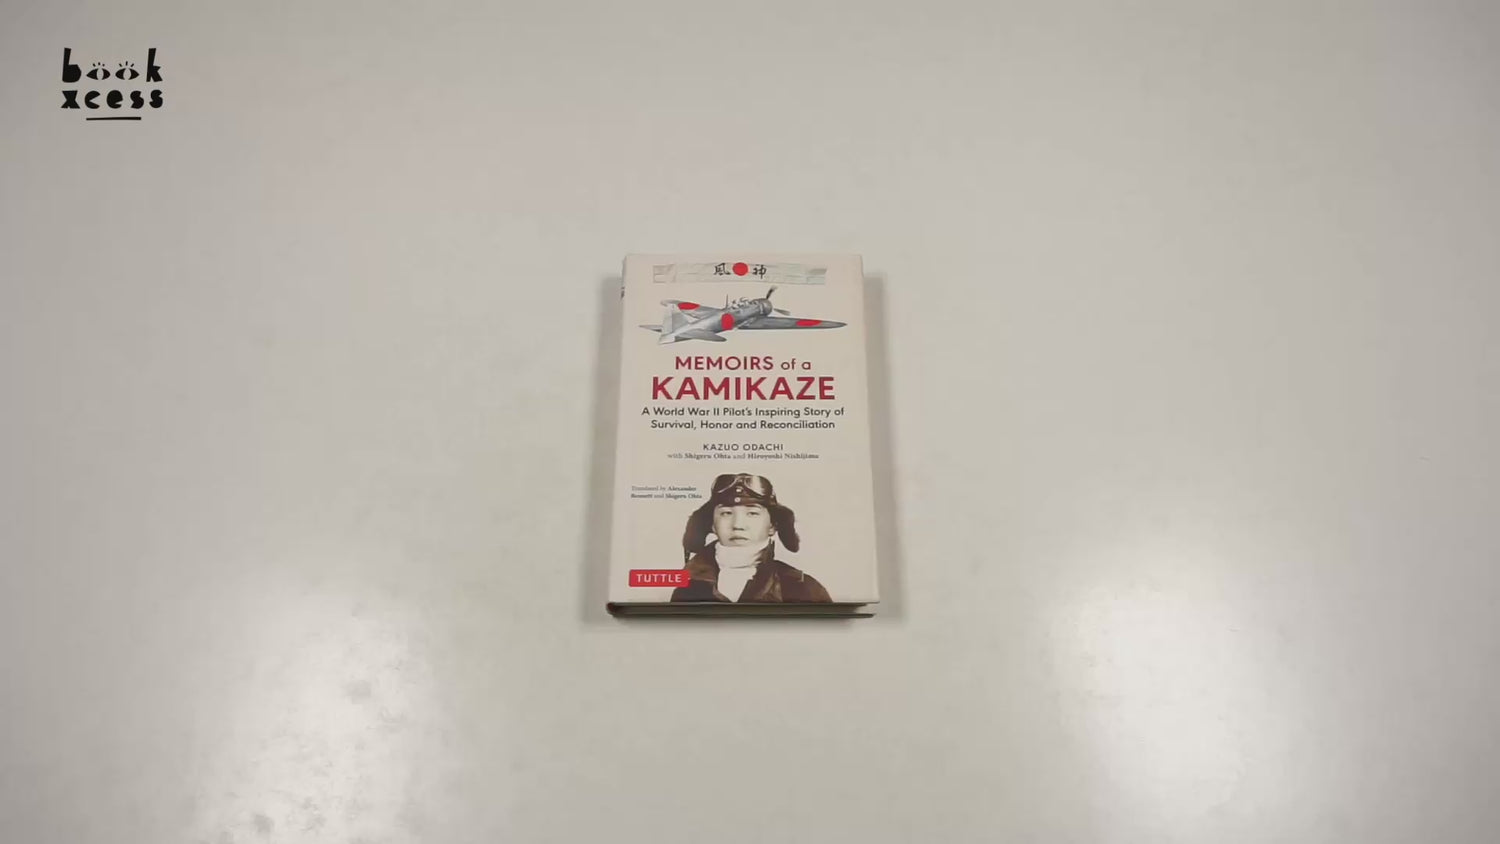 book
xcess
風 神
MEMOIRS of a
KAMIKAZE
A World War II Pilot's Inspiring Story of
Survival, Honor and Reconciliation
KAZUO ODACHI
with Shigeru Ohta and Hiroyoshi Nishijima
Translated by Alexander
Bennett and Shigeru Ohta
TUTTLE